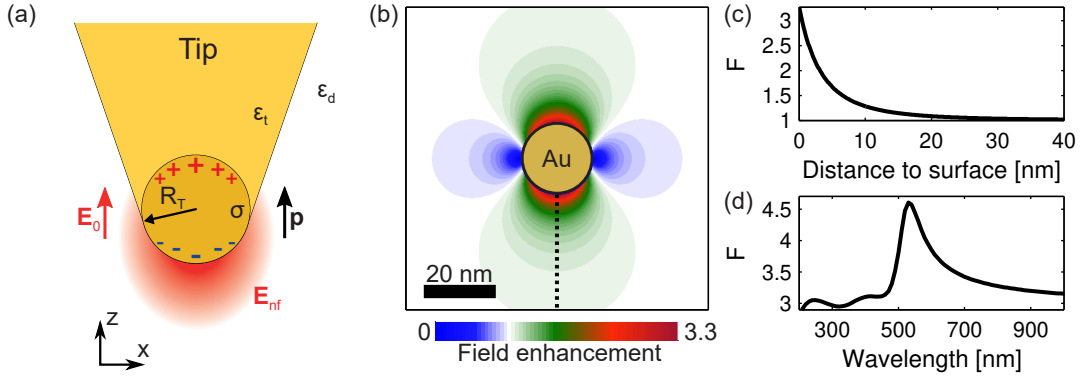 (a)
Tip
ε_d
ε_t
+ + + + +
R_T
σ
E_0
p
- - - - -
E_nf
z
x
(b)
Au
20 nm
0 3.3
Field enhancement
(c)
3
2.5
2
1.5
1
F
0 10 20 30 40
Distance to surface [nm]
(d)
4.5
4
3.5
3
F
300 500 700 900
Wavelength [nm]